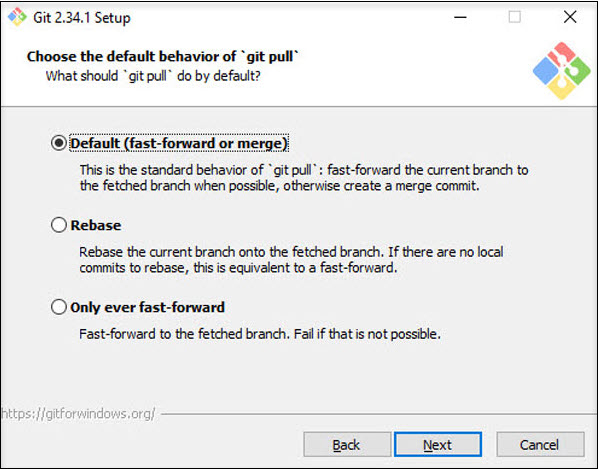 Git 2.34.1 Setup
Choose the default behavior of `git pull`
What should `git pull` do by default?
Default (fast-forward or merge)
This is the standard behavior of `git pull`: fast-forward the current branch to
the fetched branch when possible, otherwise create a merge commit.
Rebase
Rebase the current branch onto the fetched branch. If there are no local
commits to rebase, this is equivalent to a fast-forward.
Only ever fast-forward
Fast-forward to the fetched branch. Fail if that is not possible.
https://gitforwindows.org/
Back Next Cancel